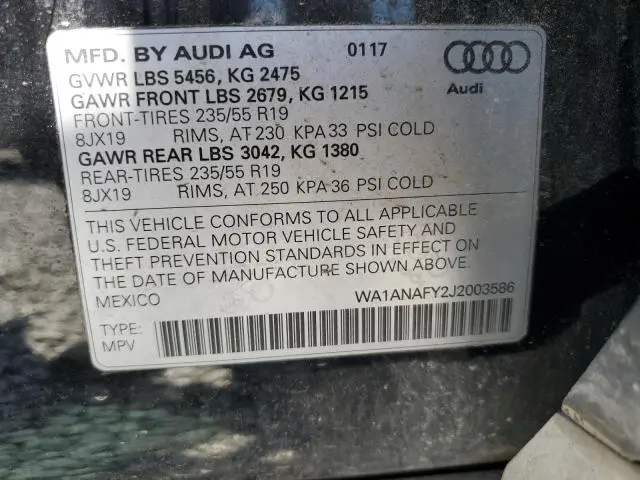 MFD. BY AUDI AG 0117
GVWR LBS 5456, KG 2475
GAWR FRONT LBS 2679, KG 1215
FRONT-TIRES 235/55 R19
8JX19 RIMS, AT 230 KPA 33 PSI COLD
GAWR REAR LBS 3042, KG 1380
REAR-TIRES 235/55 R19
8JX19 RIMS, AT 250 KPA 36 PSI COLD
Audi
THIS VEHICLE CONFORMS TO ALL APPLICABLE
U.S. FEDERAL MOTOR VEHICLE SAFETY AND
THEFT PREVENTION STANDARDS IN EFFECT ON
THE DATE OF MANUFACTURE SHOWN ABOVE.
MEXICO WA1ANAFY2J2003586
TYPE:
MPV